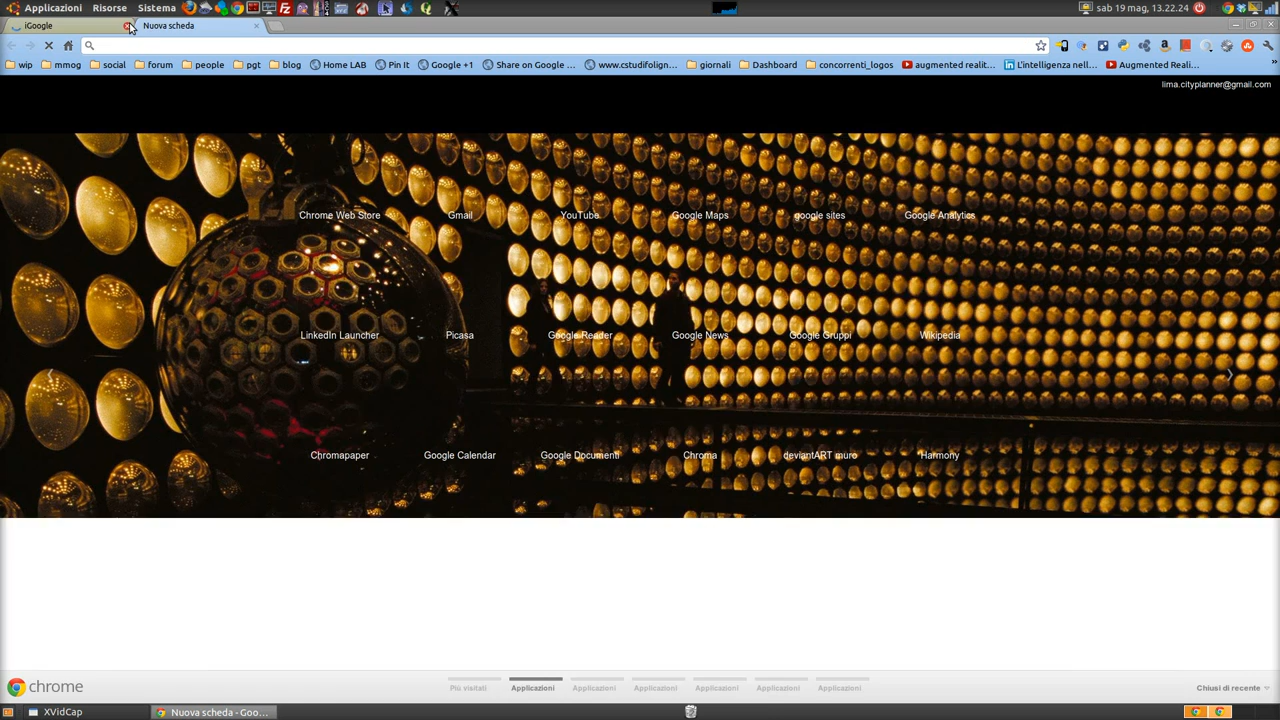 Applicazioni Risorse Sistema sab 19 mag, 13.22.24
iGoogle Nuova scheda
wip mmog social forum people pgt blog Home LAB Pin It Google +1 Share on Google ... www.cstudifolign... giornali Dashboard concorrenti_logos augmented realit... L'intelligenza nell... Augmented Reali...
lima.cityplanner@gmail.com
Chrome Web Store Gmail YouTube Google Maps google sites Google Analytics
LinkedIn Launcher Picasa Google Reader Google News Google Gruppi Wikipedia
Chromapaper Google Calendar Google Documenti Chroma deviantART muro Harmony
chrome Più visitati Applicazioni Applicazioni Applicazioni Applicazioni Applicazioni Applicazioni Chiusi di recente
XVidCap Nuova scheda - Goo...